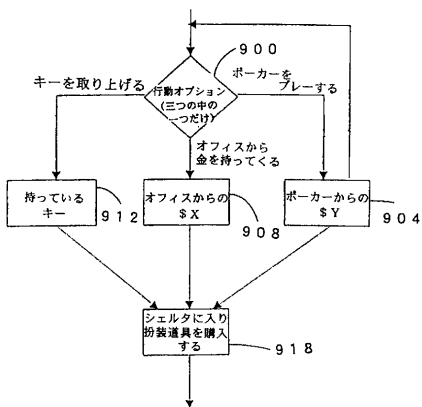 900
キーを取り上げる
ポーカーを
プレーする
行動オプション
(三つの中の
一つだけ)
オフィスから
金を持ってくる
持っている
キー
912
オフィスからの
$X
908
ポーカーからの
$Y
904
シェルタに入り
扮装道具を購入
する
918